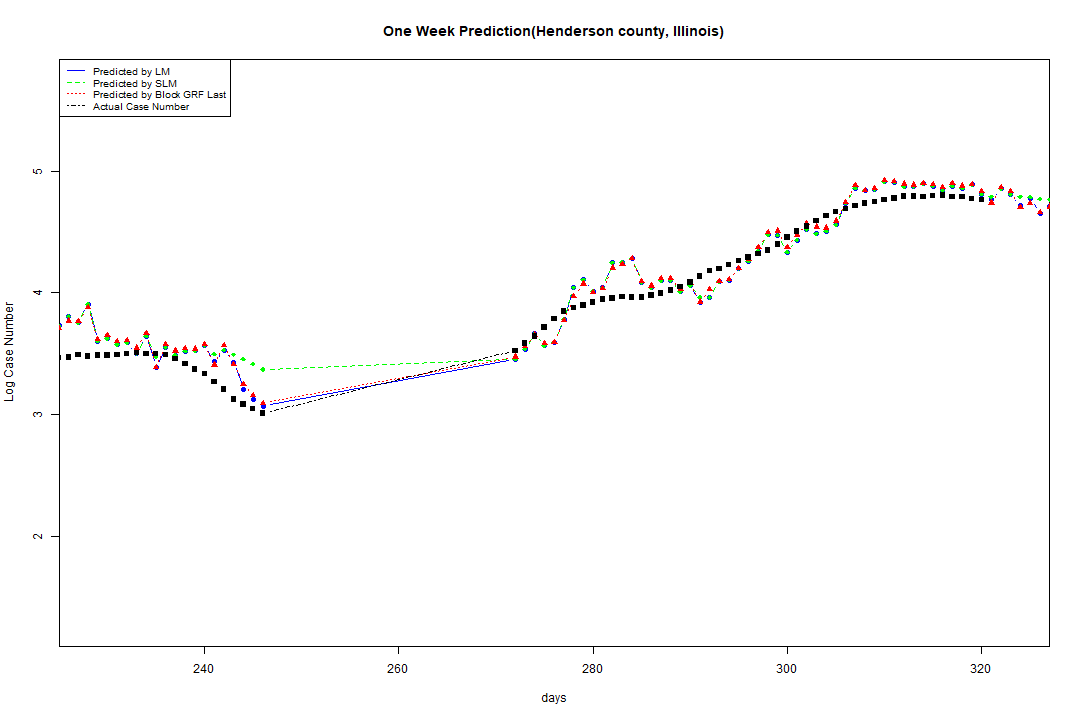 One Week Prediction(Henderson county, Illinois)
Predicted by LM
Predicted by SLM
Predicted by Block GRF Last
Actual Case Number
5
4
3
2
Log Case Number
240 260 280 300 320
days